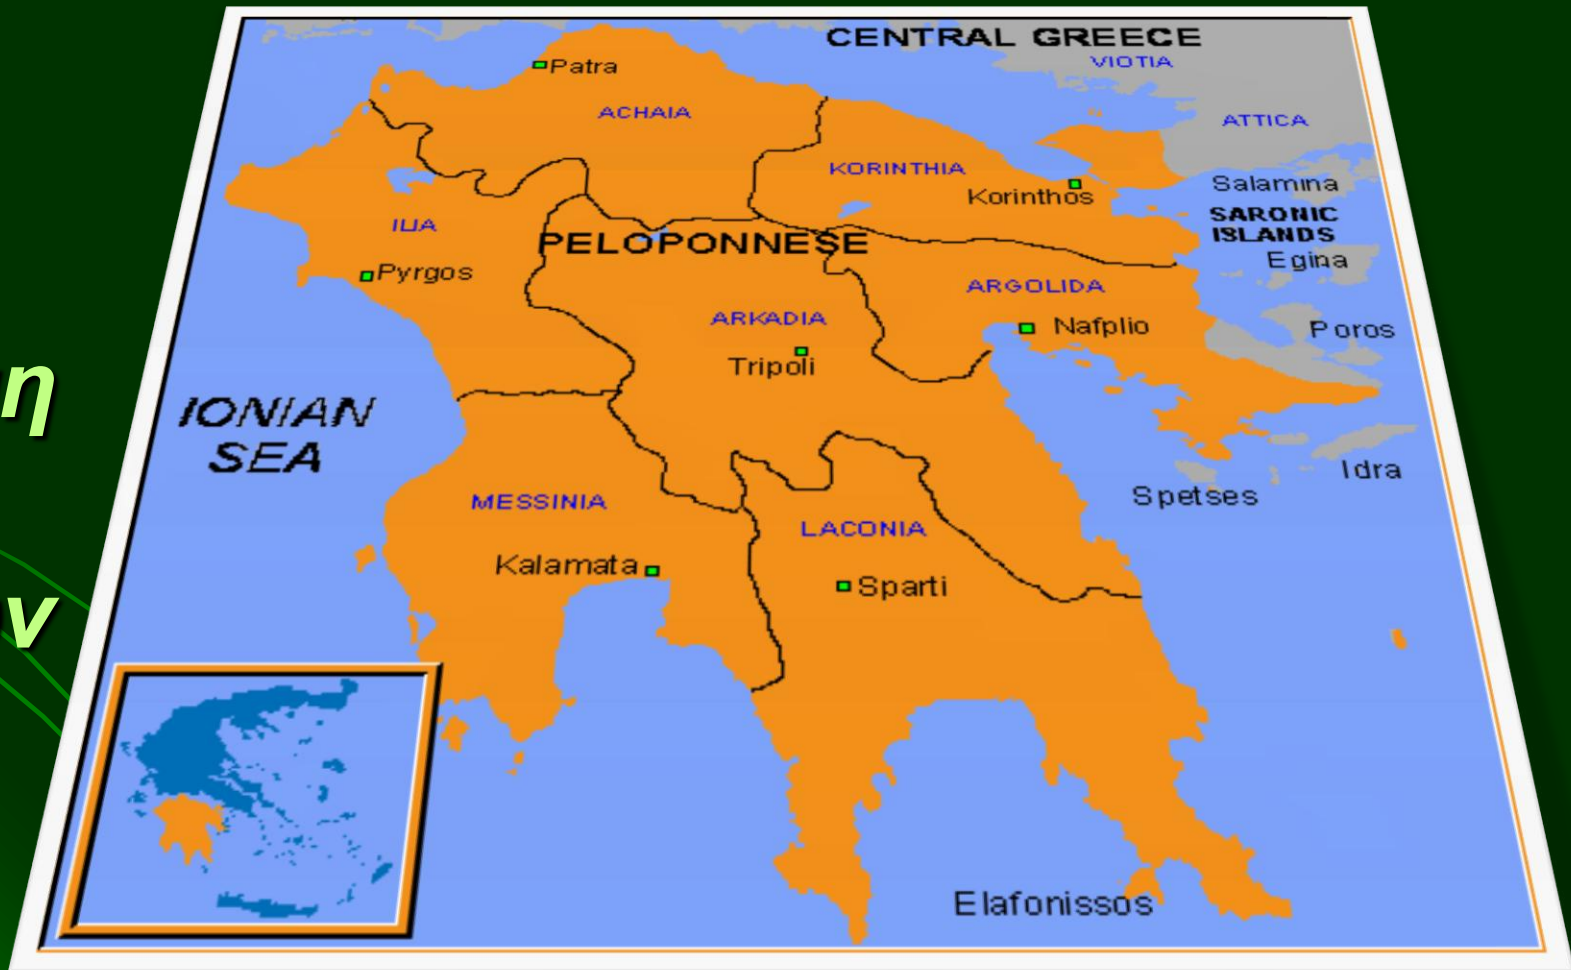 CENTRAL GREECE
VIOTIA
Patra
ACHAIA
ATTICA
KORINTHIA
Korinthos
Salamina
SARONIC
ISLANDS
ILIA
PELOPONNESE
Egina
Pyrgos
ARGOLIDA
ARKADIA
Nafplio
Poros
Tripoli
η
IONIAN
SEA
Idra
Spetses
MESSINIA
LACONIA
Kalamata
Sparti
ν
Elafonissos